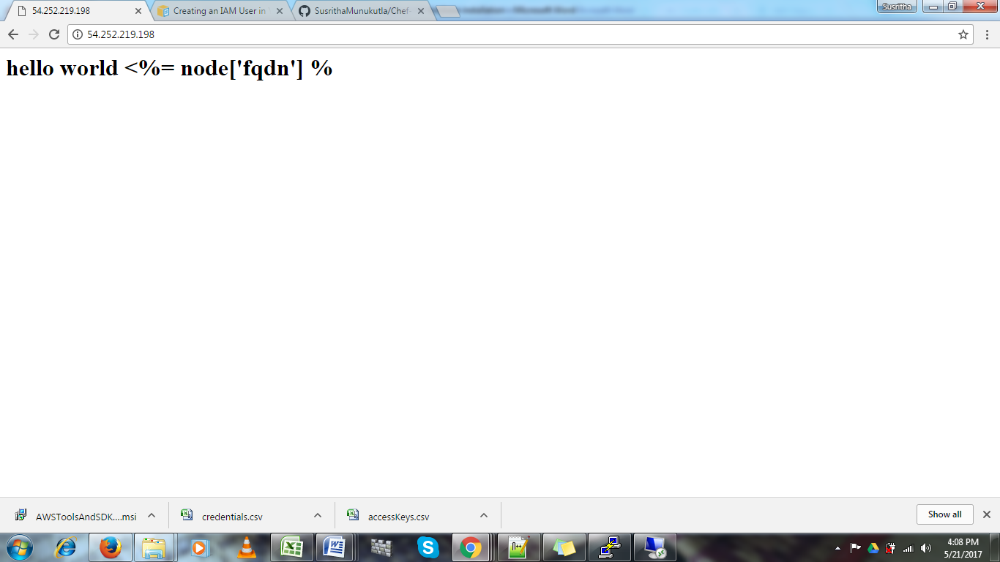 54.252.219.198
Creating an IAM User in
SusrithaMunukutla/Chef-
Susritha
54.252.219.198
hello world <%= node['fqdn'] %
AWSToolsAndSDK....msi
credentials.csv
accessKeys.csv
Show all
4:08 PM
5/21/2017